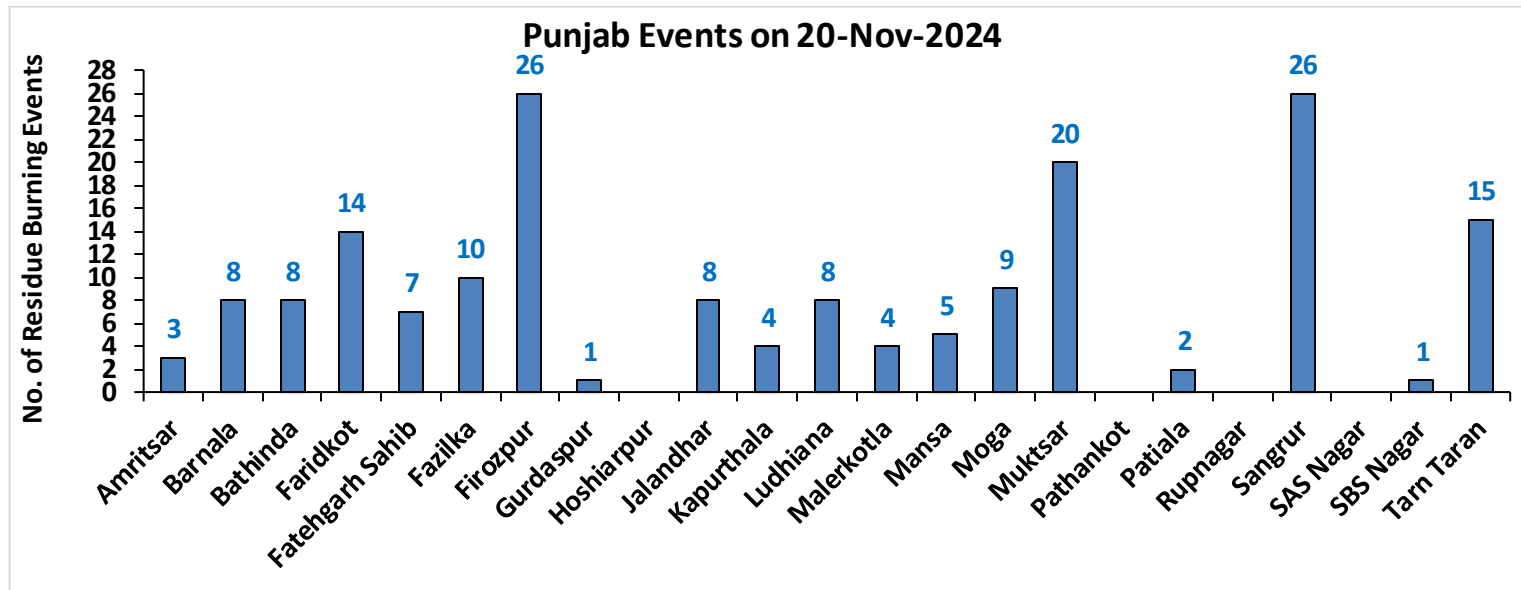 Punjab Events on 20-Nov-2024
No. of Residue Burning Events
28
26
24
22
20
18
16
14
12
10
8
6
4
2
0
3
8
8
14
7
10
26
1
8
4
8
4
5
9
20
2
26
1
15
Amritsar
Barnala
Bathinda
Faridkot
Fatehgarh Sahib
Fazilka
Firozpur
Gurdaspur
Hoshiarpur
Jalandhar
Kapurthala
Ludhiana
Malerkotla
Mansa
Moga
Muktsar
Pathankot
Patiala
Rupnagar
Sangrur
SAS Nagar
SBS Nagar
Tarn Taran